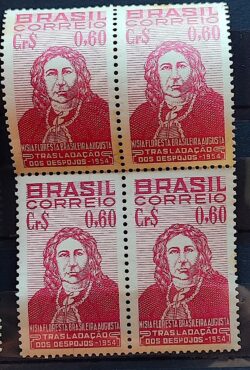 BRASIL BRASIL
CORREIO CORREIO
Cr$ 0,60 Cr$ 0,60
NISIA FLORESTA BRASILEIRA AUGUSTA NISIA FLORESTA BRASILEIRA AUGUSTA
TRASLADAÇÃO TRASLADAÇÃO
DOS DESPOJOS - 1954 DOS DESPOJOS - 1954
BRASIL BRASIL
CORREIO CORREIO
Cr$ 0,60 Cr$ 0,60
NISIA FLORESTA BRASILEIRA AUGUSTA NISIA FLORESTA BRASILEIRA AUGUSTA
TRASLADAÇÃO TRASLADAÇÃO
DOS DESPOJOS - 1954 DOS DESPOJOS - 1954